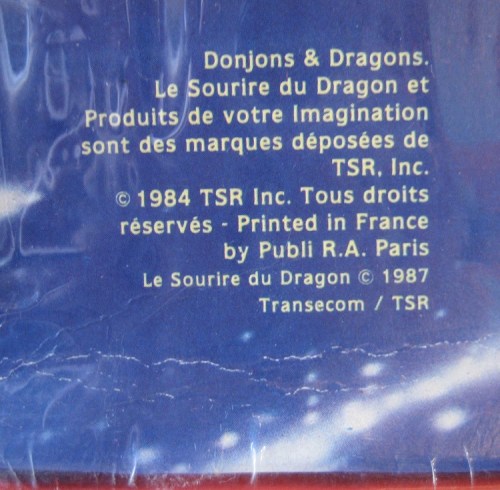 Donjons & Dragons.
Le Sourire du Dragon et
Produits de votre Imagination
sont des marques déposées de
TSR, Inc.
© 1984 TSR Inc. Tous droits
réservés - Printed in France
by Publi R.A. Paris
Le Sourire du Dragon © 1987
Transecom / TSR